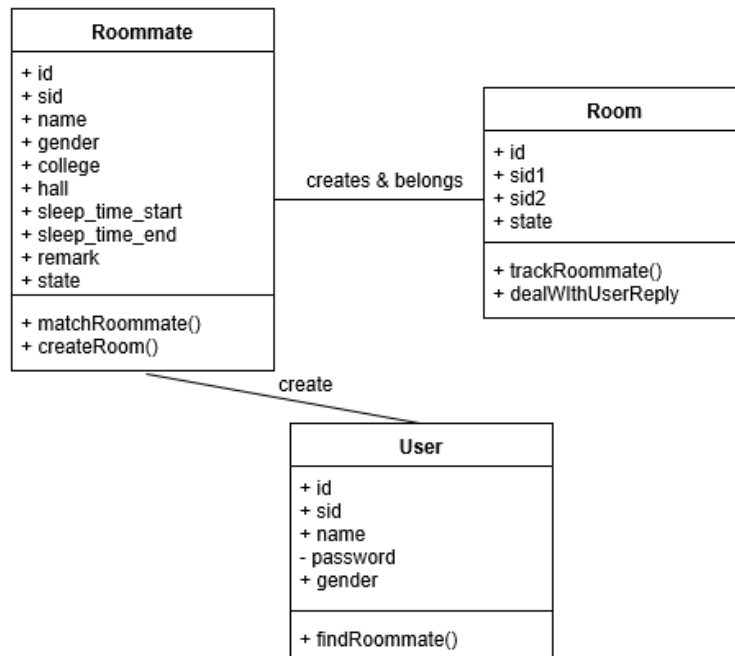 Roommate
+ id
+ sid
+ name
+ gender
+ college
+ hall
+ sleep_time_start
+ sleep_time_end
+ remark
+ state
+ matchRoommate()
+ createRoom()
creates & belongs
Room
+ id
+ sid1
+ sid2
+ state
+ trackRoommate()
+ dealWIthUserReply
create
User
+ id
+ sid
+ name
- password
+ gender
+ findRoommate()